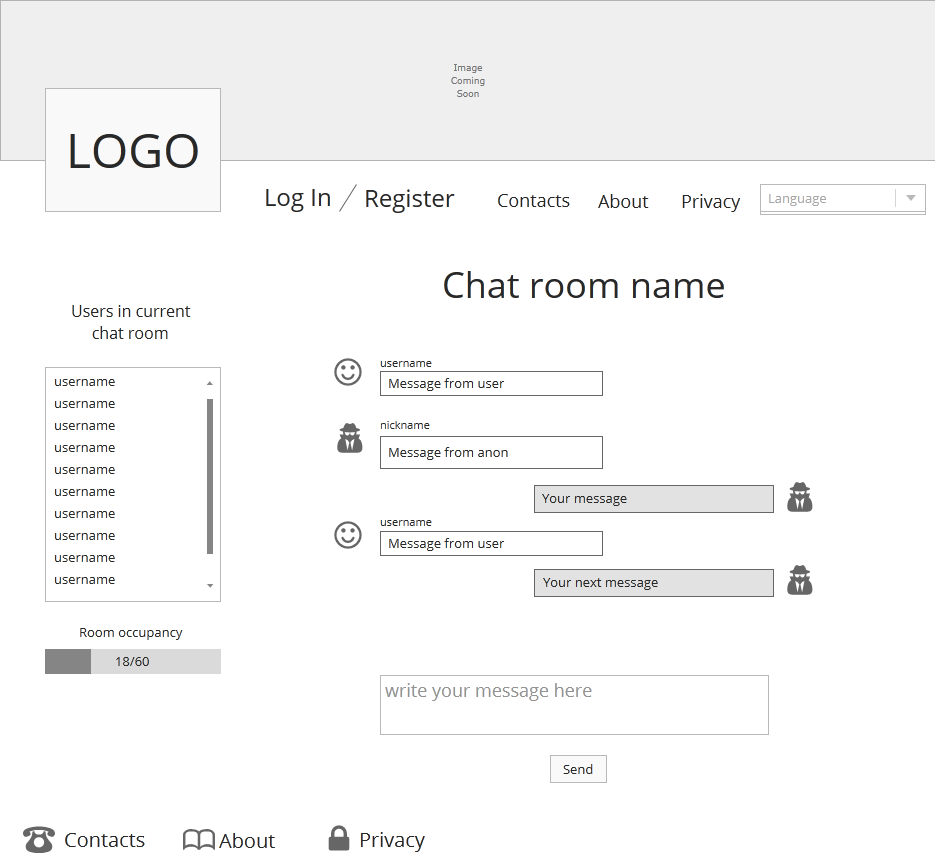 Image
Coming
Soon
LOGO
Log In / Register
Contacts
About
Privacy
Language
Chat room name
Users in current
chat room
username
username
username
username
username
username
username
username
username
username
Room occupancy
18/60
username
Message from user
nickname
Message from anon
Your message
username
Message from user
Your next message
write your message here
Send
Contacts
About
Privacy